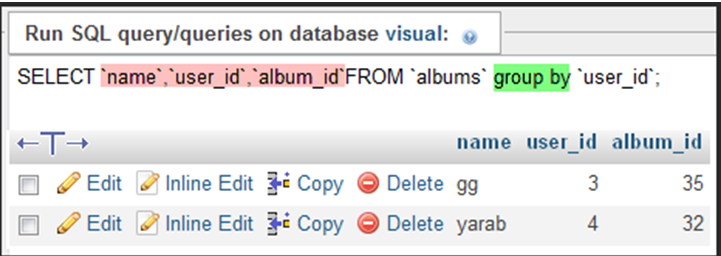 Run SQL query/queries on database visual:
SELECT `name`,`user_id`,`album_id`FROM `albums` group by `user_id`;
←T→ name user_id album_id
Edit Inline Edit Copy Delete gg 3 35
Edit Inline Edit Copy Delete yarab 4 32